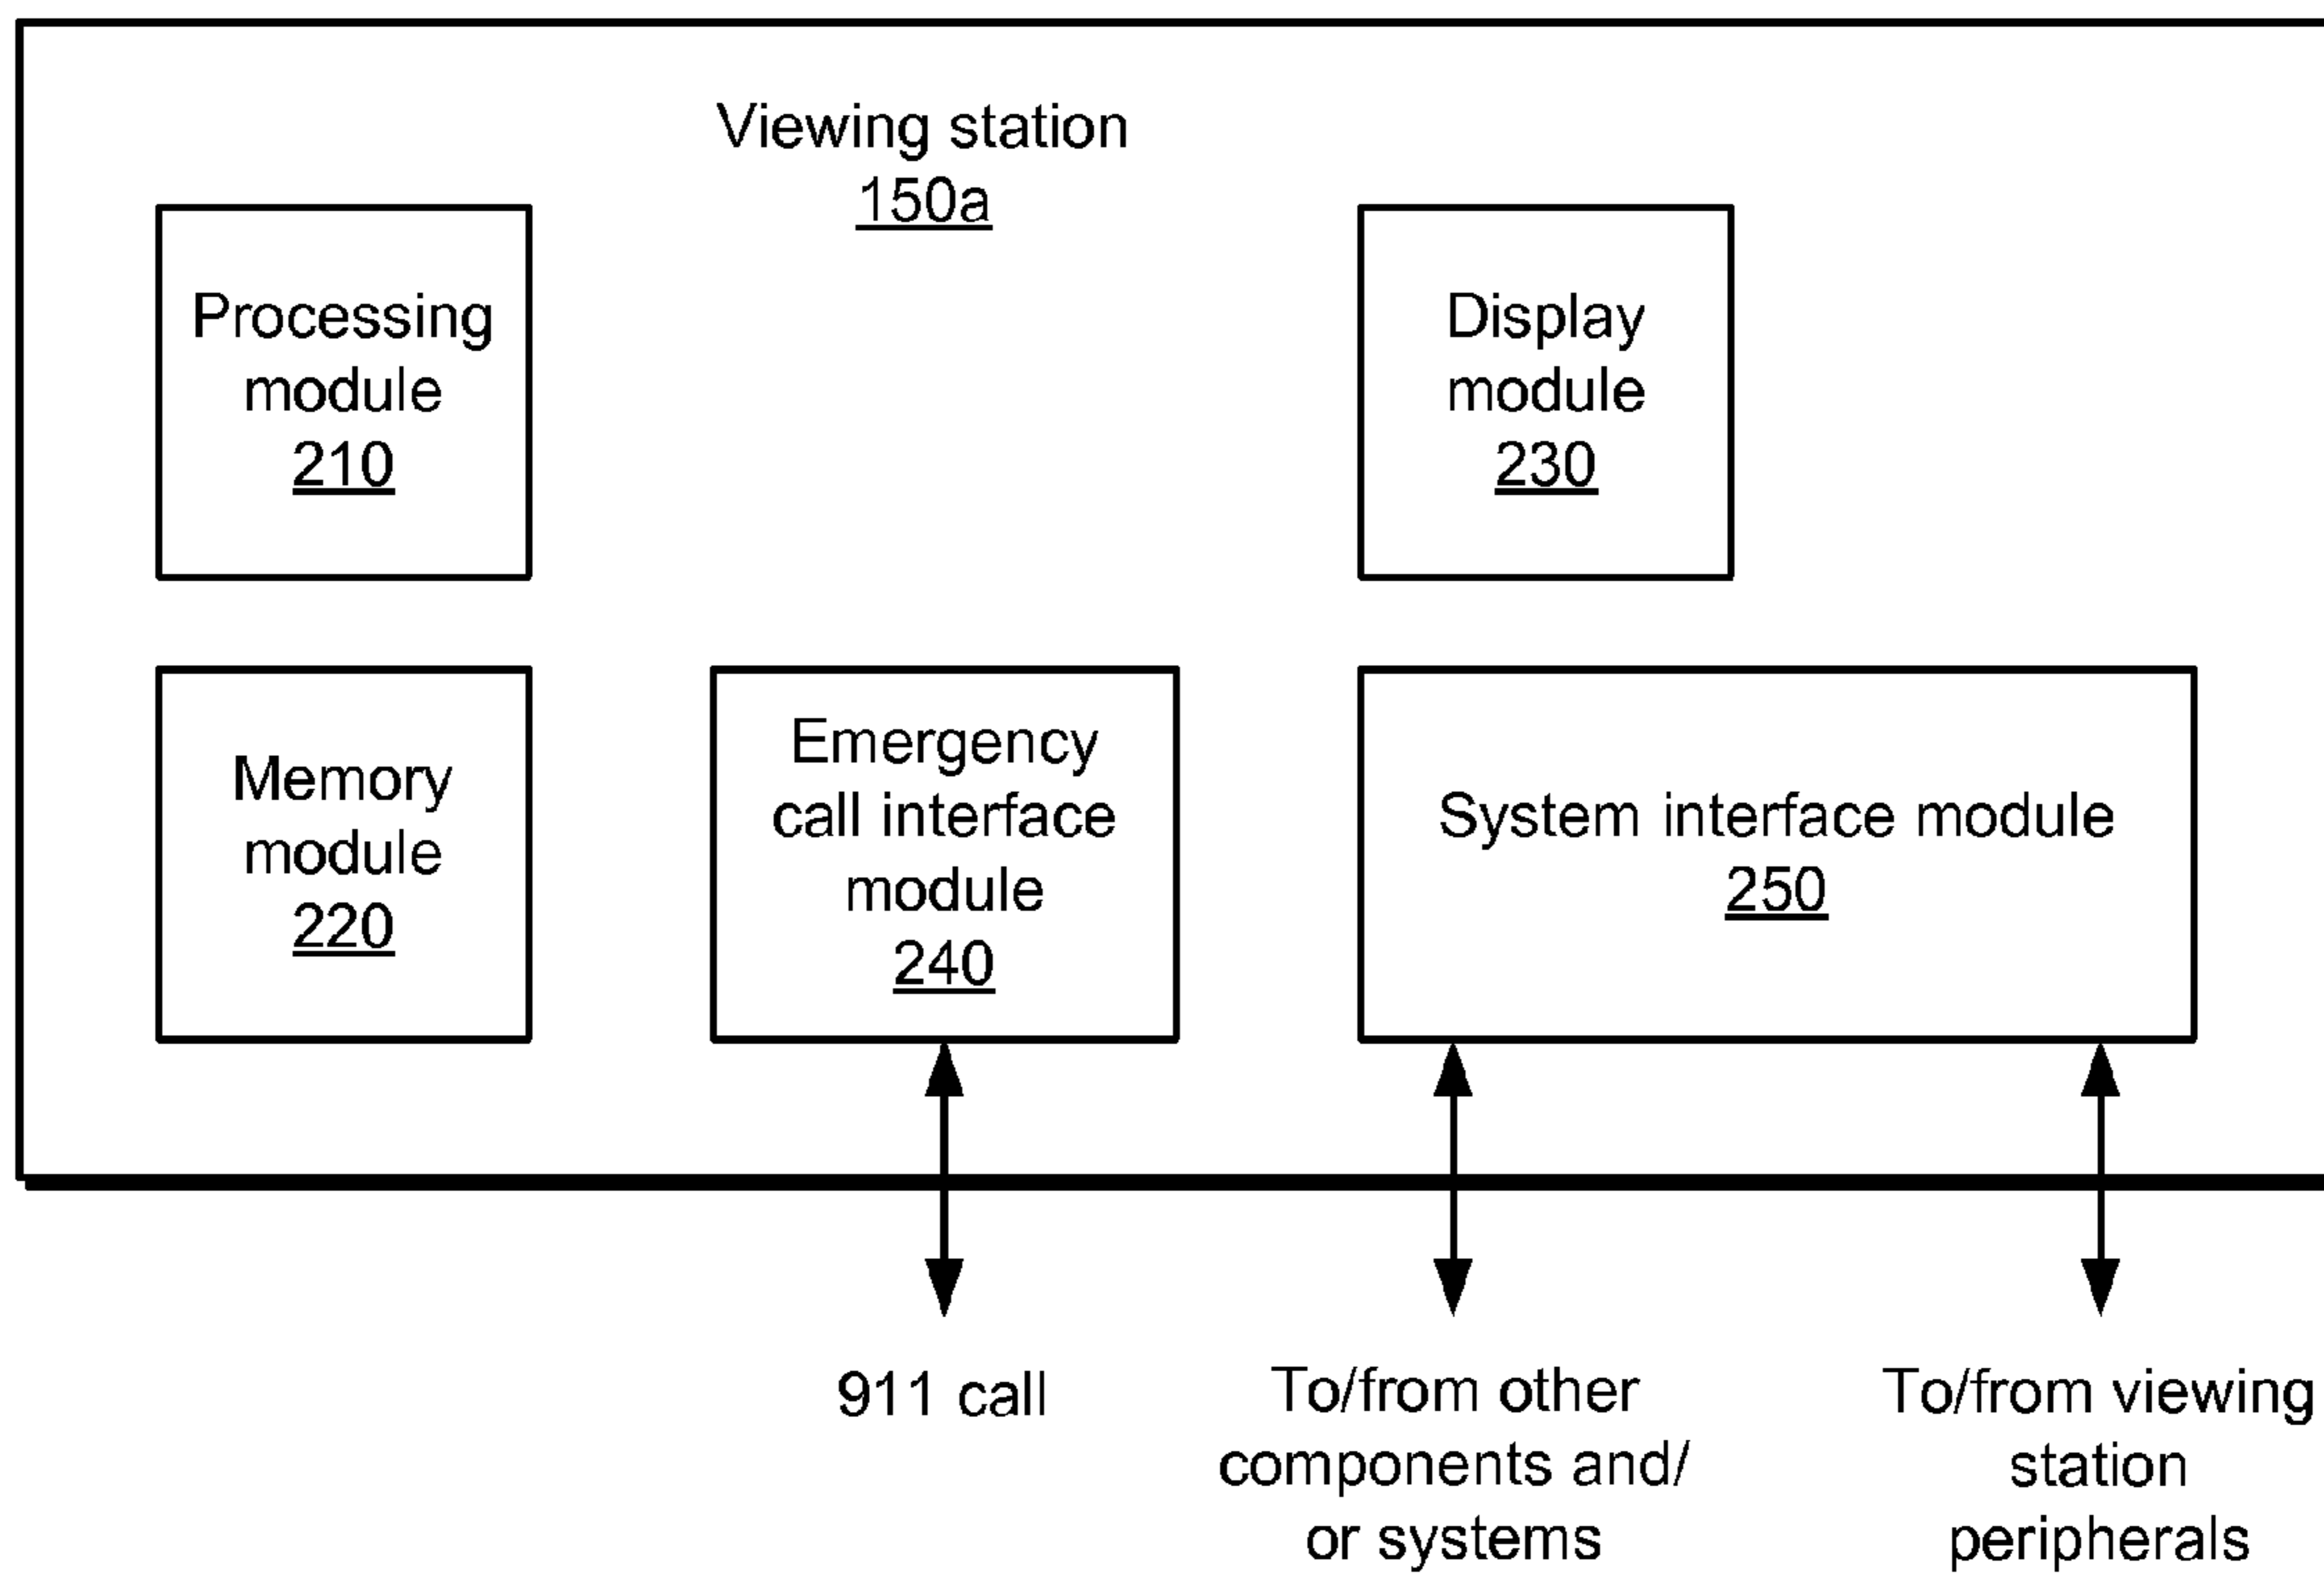 Viewing station
150a
Processing
module
210
Display
module
230
Memory
module
220
Emergency
call interface
module
240
System interface module
250
911 call
To/from other
components and/
or systems
To/from viewing
station
peripherals